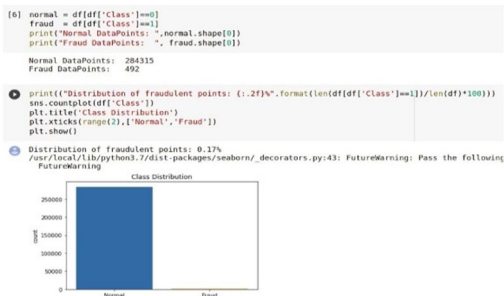 [6] normal = df[df['Class']==0]
fraud = df[df['Class']==1]
print("Normal DataPoints: ",normal.shape[0])
print("Fraud DataPoints: ", fraud.shape[0])
Normal DataPoints: 284315
Fraud DataPoints: 492
print(("Distribution of fraudulent points: {:.2f}%".format(len(df[df['Class']==1])/len(df)*100)))
sns.countplot(df['Class'])
plt.title('Class Distribution')
plt.xticks(range(2),['Normal','Fraud'])
plt.show()
Distribution of fraudulent points: 0.17%
/usr/local/lib/python3.7/dist-packages/seaborn/_decorators.py:43: FutureWarning: Pass the following
FutureWarning
Class Distribution
250000
200000
150000
100000
50000
0
count
Normal
Fraud